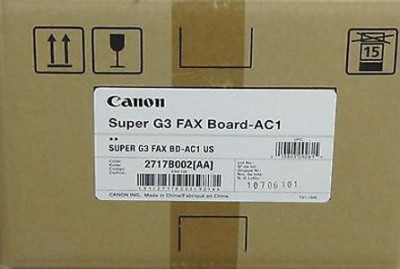 15
Canon
Super G3 FAX Board-AC1
UPC
SUPER G3 FAX BD-AC1 US
2717B002[AA]
10706101
CANON INC. Made in China/Fabriqué en Chine